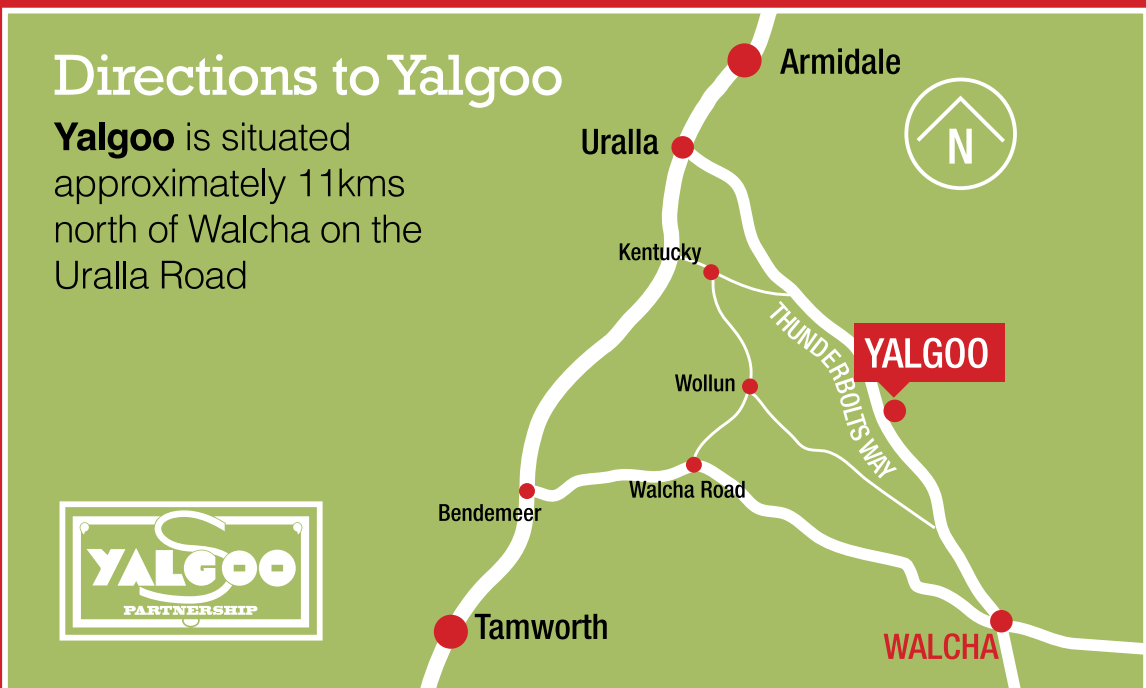 Directions to Yalgoo
Yalgoo is situated
approximately 11kms
north of Walcha on the
Uralla Road
Armidale
N
Uralla
Kentucky
THUNDERBOLTS WAY
YALGOO
Wollun
Walcha Road
Bendemeer
S
YALGOO
PARTNERSHIP
Tamworth
WALCHA